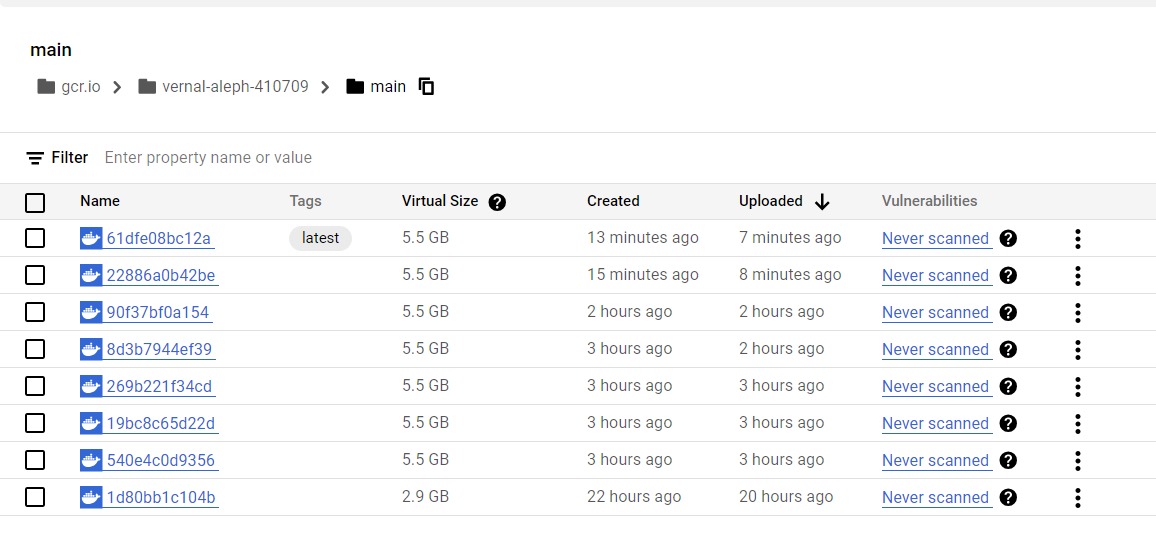 main
gcr.io vernal-aleph-410709 main
Filter Enter property name or value
Name Tags Virtual Size Created Uploaded Vulnerabilities
61dfe08bc12a latest 5.5 GB 13 minutes ago 7 minutes ago Never scanned
22886a0b42be 5.5 GB 15 minutes ago 8 minutes ago Never scanned
90f37bf0a154 5.5 GB 2 hours ago 2 hours ago Never scanned
8d3b7944ef39 5.5 GB 3 hours ago 2 hours ago Never scanned
269b221f34cd 5.5 GB 3 hours ago 3 hours ago Never scanned
19bc8c65d22d 5.5 GB 3 hours ago 3 hours ago Never scanned
540e4c0d9356 5.5 GB 3 hours ago 3 hours ago Never scanned
1d80bb1c104b 2.9 GB 22 hours ago 20 hours ago Never scanned